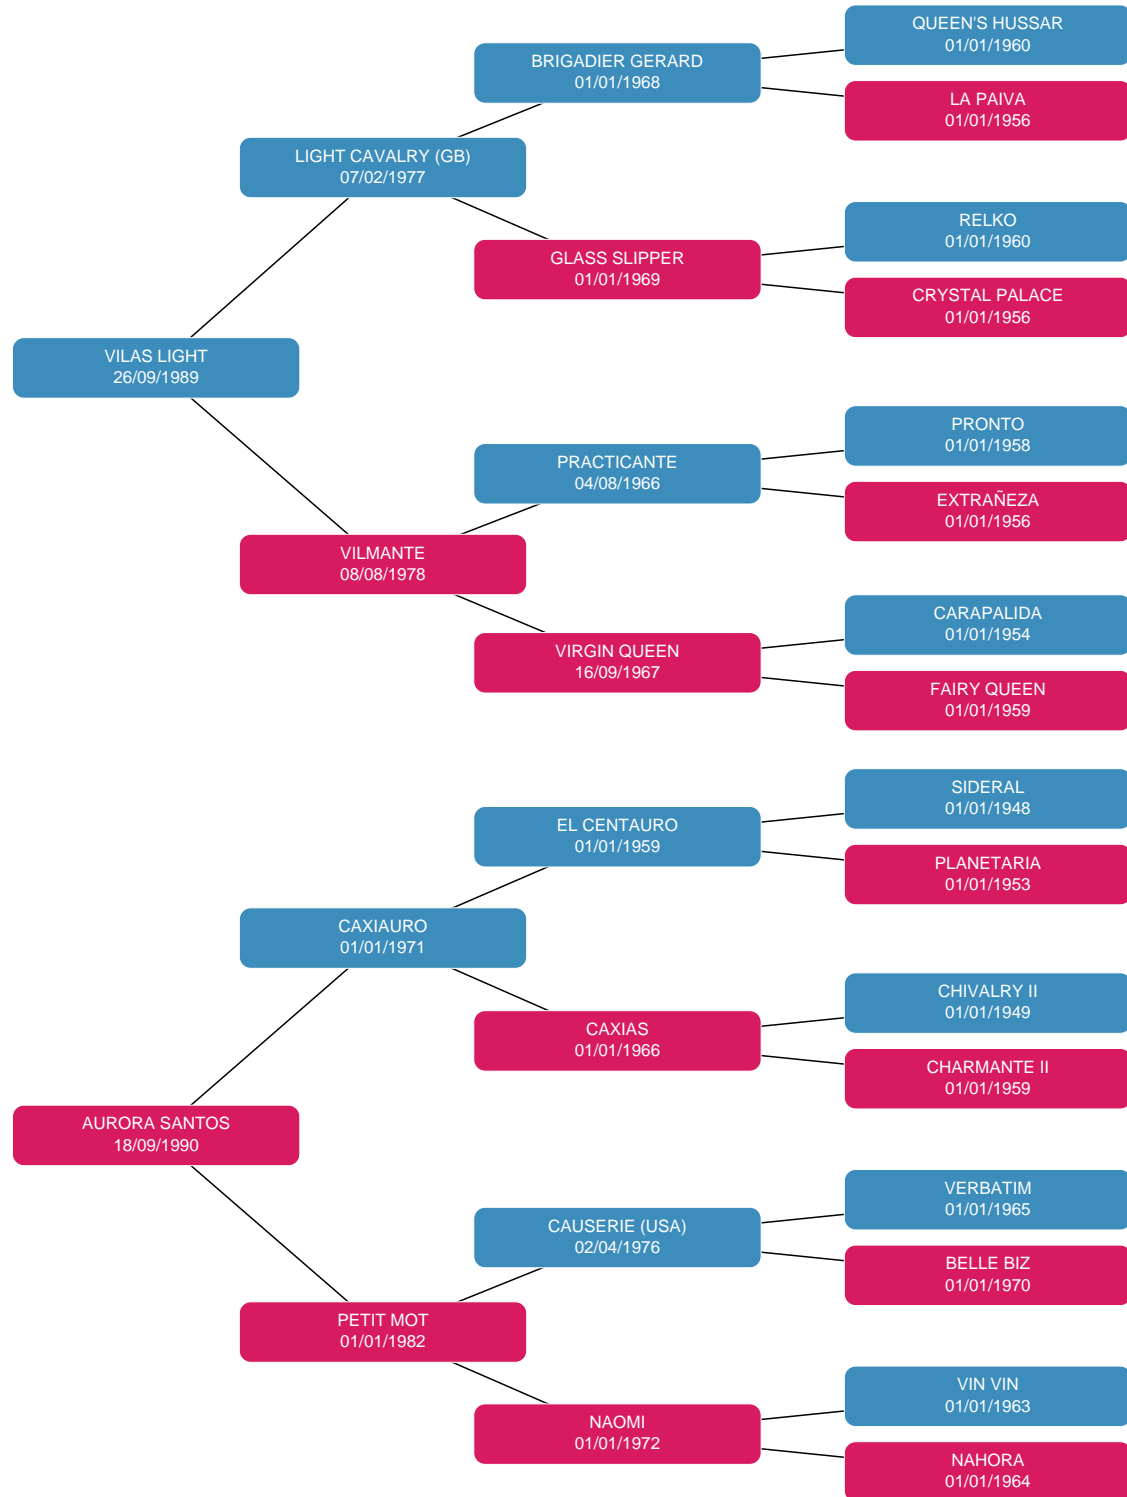 QUEEN'S HUSSAR
01/01/1960
BRIGADIER GERARD
01/01/1968
LA PAIVA
01/01/1956
LIGHT CAVALRY (GB)
07/02/1977
RELKO
01/01/1960
GLASS SLIPPER
01/01/1969
CRYSTAL PALACE
01/01/1956
VILAS LIGHT
26/09/1989
PRONTO
01/01/1958
PRACTICANTE
04/08/1966
EXTRAÑEZA
01/01/1956
VILMANTE
08/08/1978
CARAPALIDA
01/01/1954
VIRGIN QUEEN
16/09/1967
FAIRY QUEEN
01/01/1959
SIDERAL
01/01/1948
EL CENTAURO
01/01/1959
PLANETARIA
01/01/1953
CAXIAURO
01/01/1971
CHIVALRY II
01/01/1949
CAXIAS
01/01/1966
CHARMANTE II
01/01/1959
AURORA SANTOS
18/09/1990
VERBATIM
01/01/1965
CAUSERIE (USA)
02/04/1976
BELLE BIZ
01/01/1970
PETIT MOT
01/01/1982
VIN VIN
01/01/1963
NAOMI
01/01/1972
NAHORA
01/01/1964